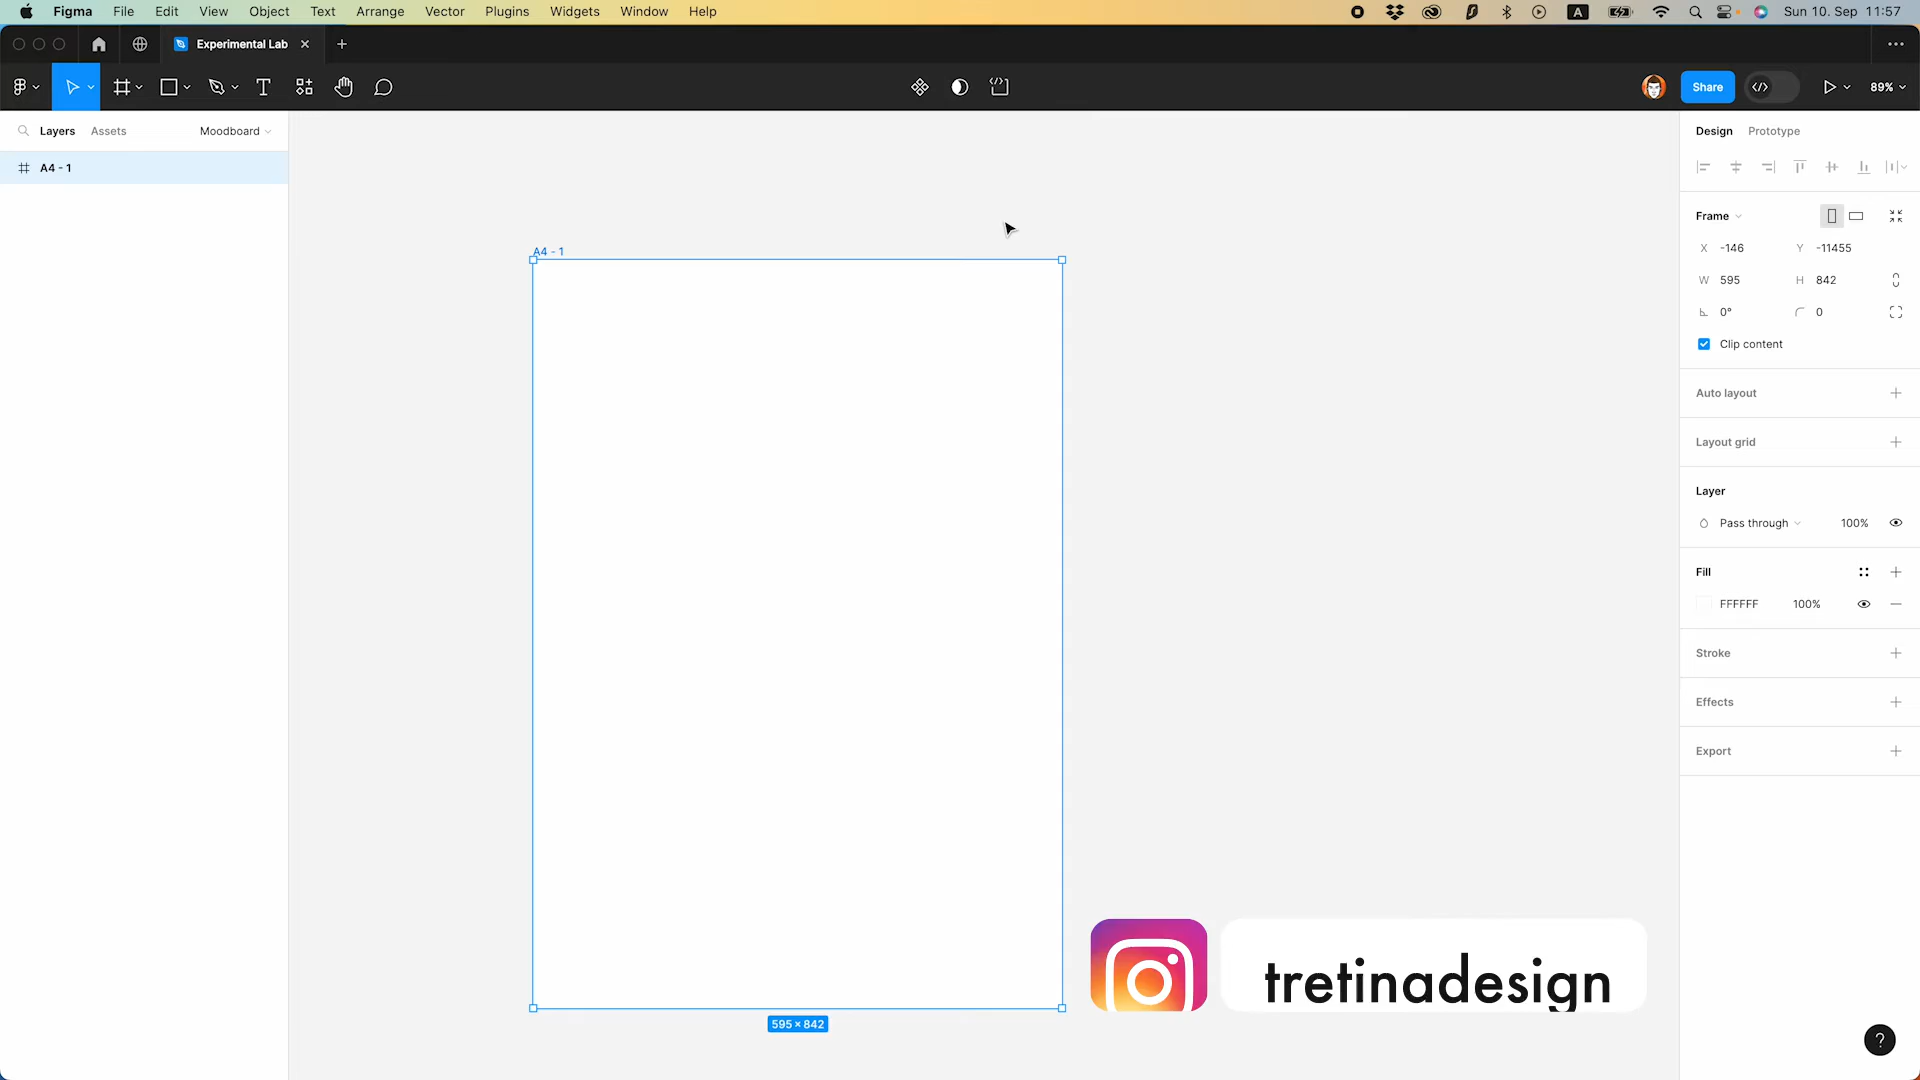 Figma File Edit View Object Text Arrange Vector Plugins Widgets Window Help A Sun 10. Sep 11:57
Experimental Lab
Share 89%
Layers Assets Moodboard
A4 - 1
A4 - 1
595 × 842
tretinadesign
Design Prototype
Frame
X -146 Y -11455
W 595 H 842
0° 0
Clip content
Auto layout
Layout grid
Layer
Pass through 100%
Fill
FFFFFF 100%
Stroke
Effects
Export
?